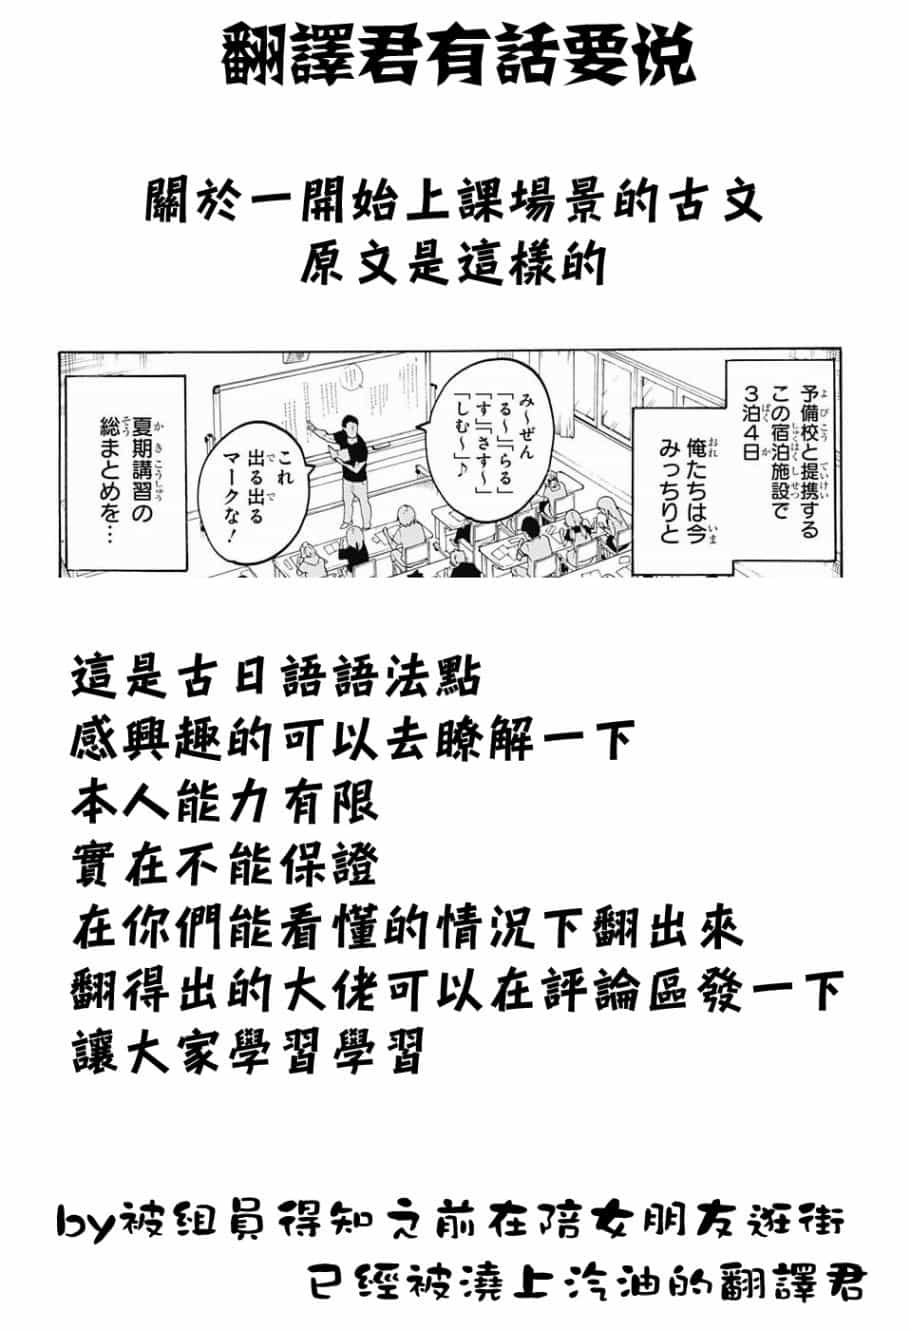 翻譯君有話要说
關於一開始上課場景的古文
原文是這樣的
予備校と提携する
この宿泊施設で
3泊4日
俺たちは今
みっちりと
み〜ぜん
「る〜」「らる」
「す」「さす〜」
「しむ〜」♪
これ
出る出る
マークな!
夏期講習の
総まとめを…
這是古日語語法點
感興趣的可以去瞭解一下
本人能力有限
實在不能保證
在你們能看懂的情況下翻出來
翻得出的大佬可以在評論區發一下
讓大家學習學習
by被組員得知之前在陪女朋友逛街
已經被澆上汽油的翻譯君